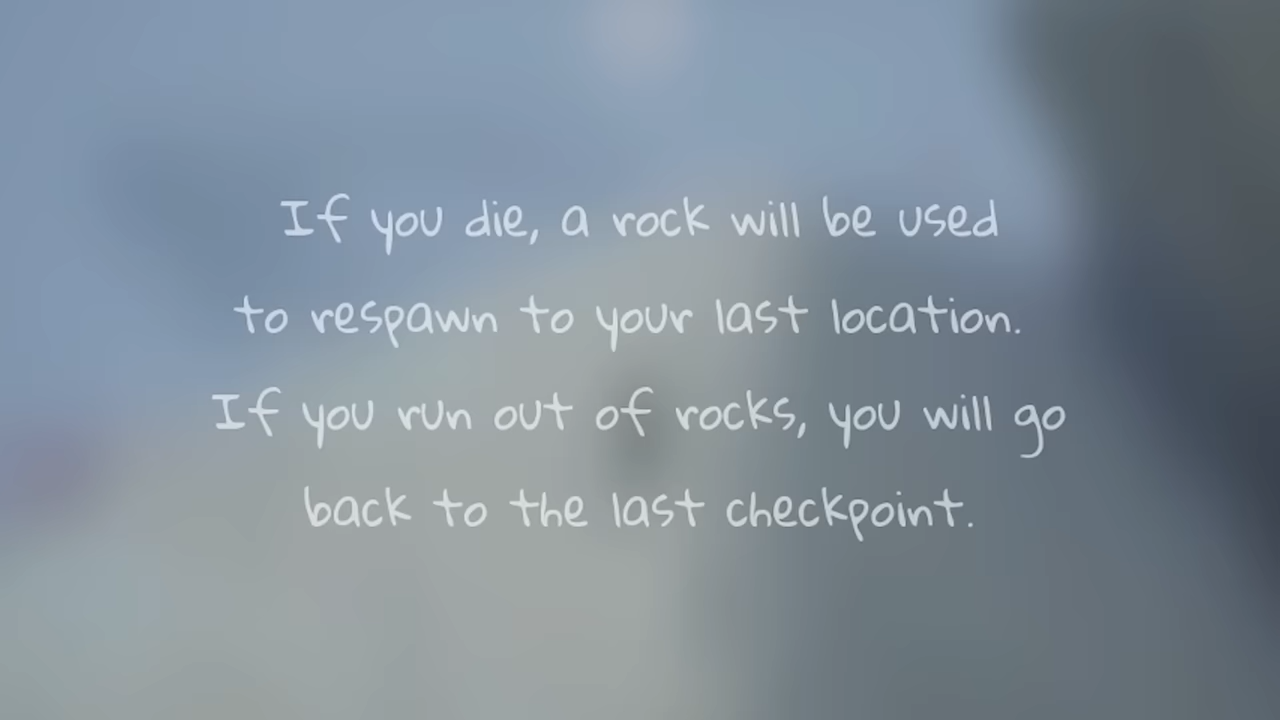 If you die, a rock will be used
to respawn to your last location.
If you run out of rocks, you will go
back to the last checkpoint.